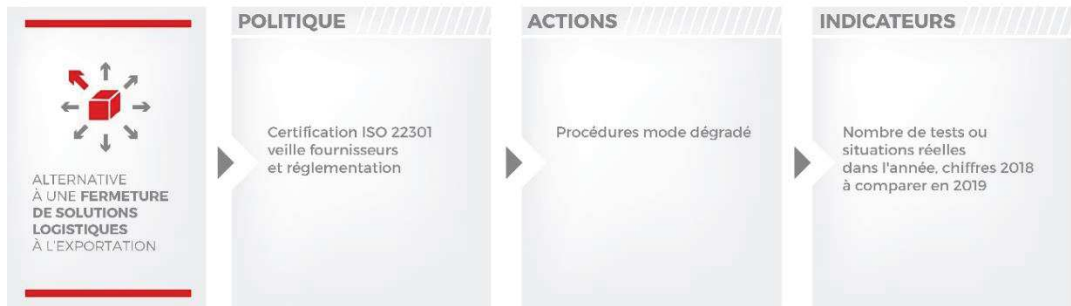 ALTERNATIVE
À UNE FERMETURE
DE SOLUTIONS
LOGISTIQUES
À L'EXPORTATION
POLITIQUE
Certification ISO 22301
veille fournisseurs
et réglementation
ACTIONS
Procédures mode dégradé
INDICATEURS
Nombre de tests ou
situations réelles
dans l'année, chiffres 2018
à comparer en 2019